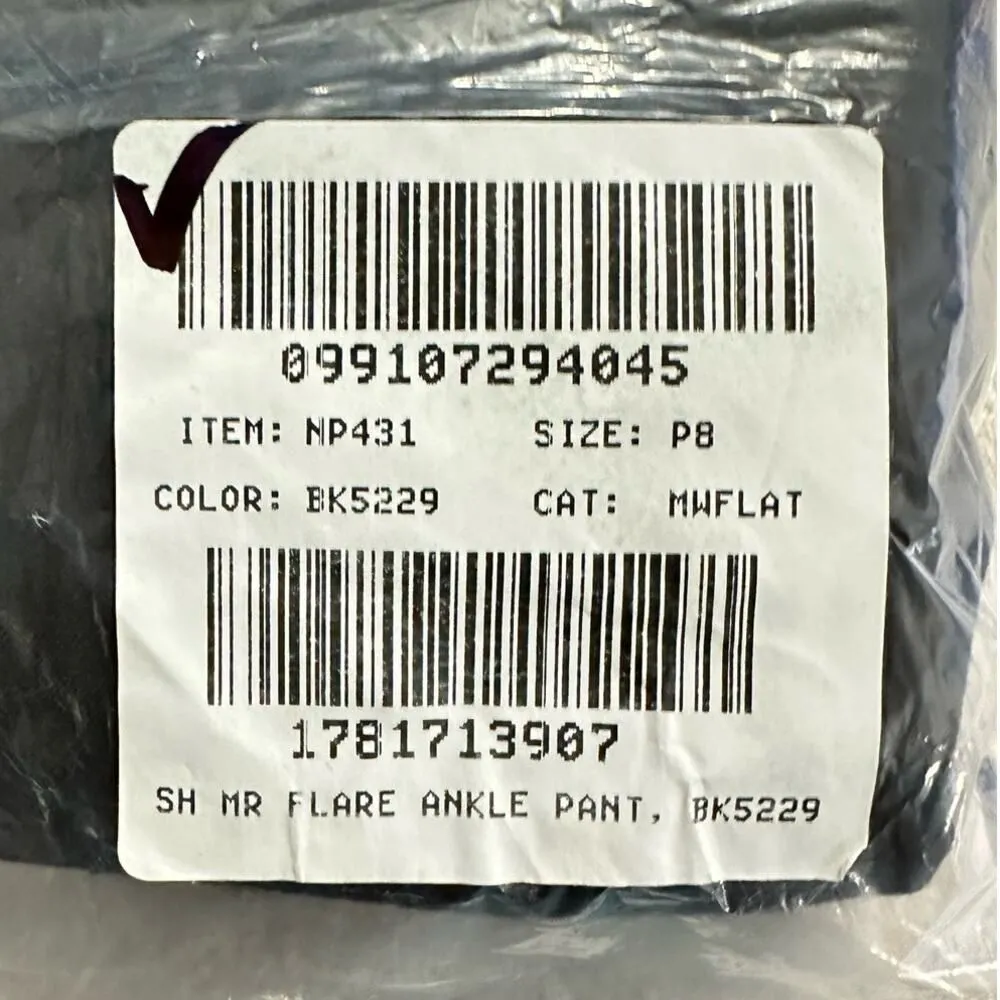 099107294045
ITEM: NP431 SIZE: P8
COLOR: BK5229 CAT: MWFLAT
1781713907
SH MR FLARE ANKLE PANT, BK5229